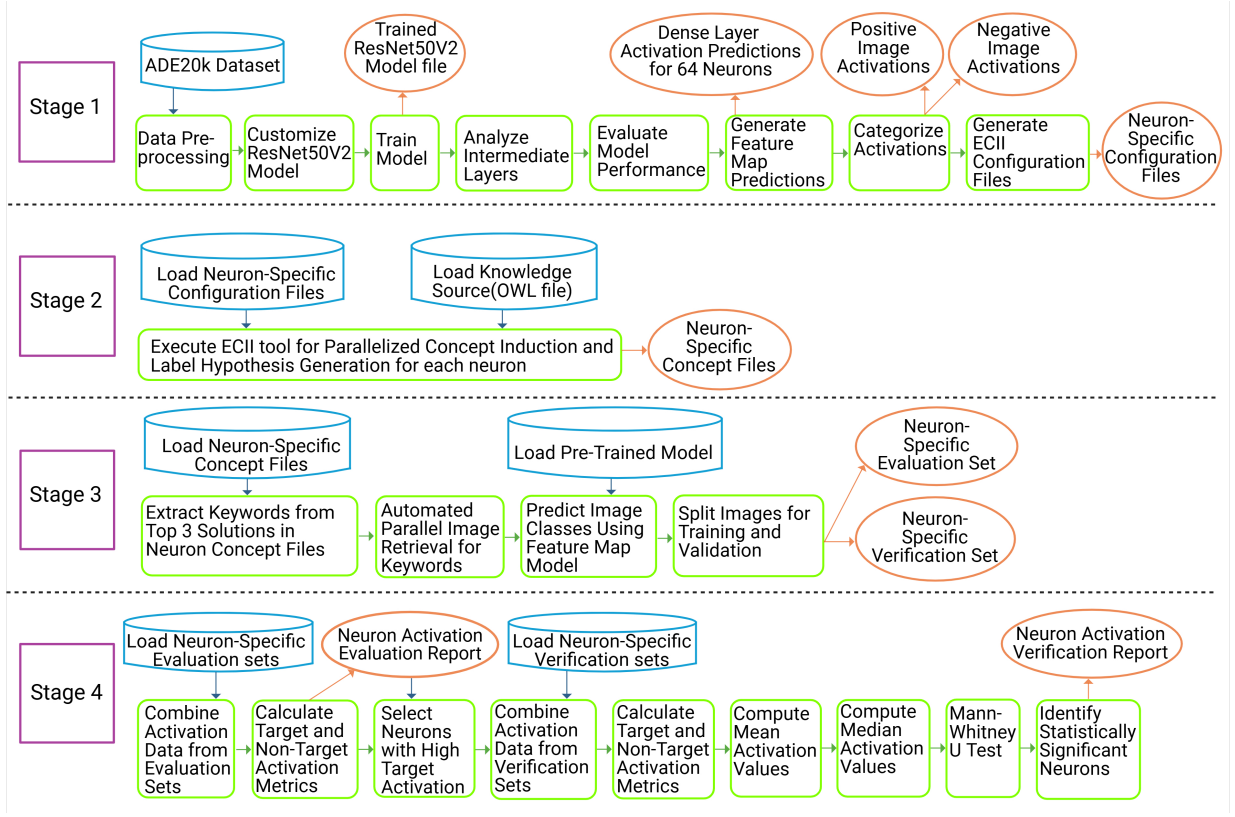 Stage 1
ADE20k Dataset
Trained
ResNet50V2
Model file
Dense Layer
Activation Predictions
for 64 Neurons
Positive
Image
Activations
Negative
Image
Activations
Data Pre-
processing
Customize
ResNet50V2
Model
Train
Model
Analyze
Intermediate
Layers
Evaluate
Model
Performance
Generate
Feature
Map
Predictions
Categorize
Activations
Generate
ECII
Configuration
Files
Neuron-
Specific
Configuration
Files
Stage 2
Load Neuron-Specific
Configuration Files
Load Knowledge
Source(OWL file)
Execute ECII tool for Parallelized Concept Induction and
Label Hypothesis Generation for each neuron
Neuron-
Specific
Concept Files
Stage 3
Load Neuron-Specific
Concept Files
Load Pre-Trained Model
Neuron-
Specific
Evaluation Set
Extract Keywords from
Top 3 Solutions in
Neuron Concept Files
Automated
Parallel Image
Retrieval for
Keywords
Predict Image
Classes Using
Feature Map
Model
Split Images for
Training and
Validation
Neuron-
Specific
Verification Set
Stage 4
Load Neuron-Specific
Evaluation sets
Neuron Activation
Evaluation Report
Load Neuron-Specific
Verification sets
Neuron Activation
Verification Report
Combine
Activation
Data from
Evaluation
Sets
Calculate
Target and
Non-Target
Activation
Metrics
Select
Neurons
with High
Target
Activation
Combine
Activation
Data from
Verification
Sets
Calculate
Target and
Non-Target
Activation
Metrics
Compute
Mean
Activation
Values
Compute
Median
Activation
Values
Mann-
Whitney
U Test
Identify
Statistically
Significant
Neurons